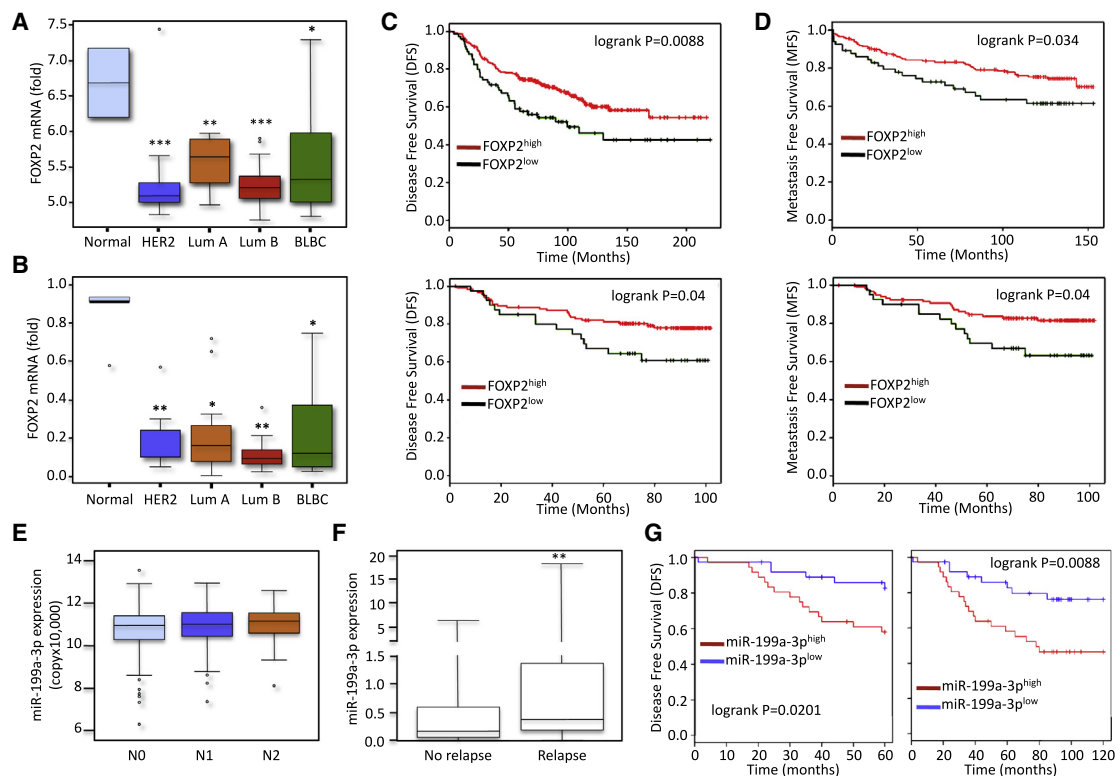 A
FOXP2 mRNA (fold)
7.5
7.0
6.5
6.0
5.5
5.0
***
**
***
*
Normal HER2 Lum A Lum B BLBC
B
FOXP2 mRNA (fold)
1.0
0.8
0.6
0.4
0.2
0.0
**
*
**
*
Normal HER2 Lum A Lum B BLBC
C
Disease Free Survival (DFS)
1.0
0.8
0.6
0.4
0.2
0.0
logrank P=0.0088
FOXP2high
FOXP2low
0 50 100 150 200
Time (Months)
Disease Free Survival (DFS)
1.0
0.8
0.6
0.4
0.2
0.0
logrank P=0.04
FOXP2high
FOXP2low
0 20 40 60 80 100
Time (Months)
D
Metastasis Free Survival (MFS)
1.0
0.8
0.6
0.4
0.2
0.0
logrank P=0.034
FOXP2high
FOXP2low
0 50 100 150
Time (Months)
Metastasis Free Survival (MFS)
1.0
0.8
0.6
0.4
0.2
0.0
logrank P=0.04
FOXP2high
FOXP2low
0 20 40 60 80 100
Time (Months)
E
miR-199a-3p expression
(copyx10,000)
14
12
10
8
6
N0 N1 N2
F
miR-199a-3p expression
20
15
10
5
1.5
1.0
0.5
0.0
**
No relapse Relapse
G
Disease Free Survival (DFS)
1.0
0.8
0.6
0.4
0.2
0.0
miR-199a-3phigh
miR-199a-3plow
logrank P=0.0201
0 10 20 30 40 50 60
Time (Months)
logrank P=0.0088
miR-199a-3phigh
miR-199a-3plow
0 20 40 60 80 100 120
Time (Months)